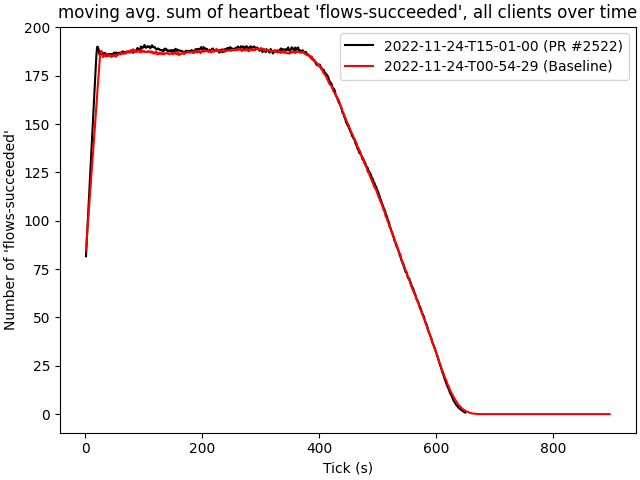 moving avg. sum of heartbeat 'flows-succeeded', all clients over time
2022-11-24-T15-01-00 (PR #2522)
2022-11-24-T00-54-29 (Baseline)
Number of 'flows-succeeded'
200
175
150
125
100
75
50
25
0
0 200 400 600 800
Tick (s)